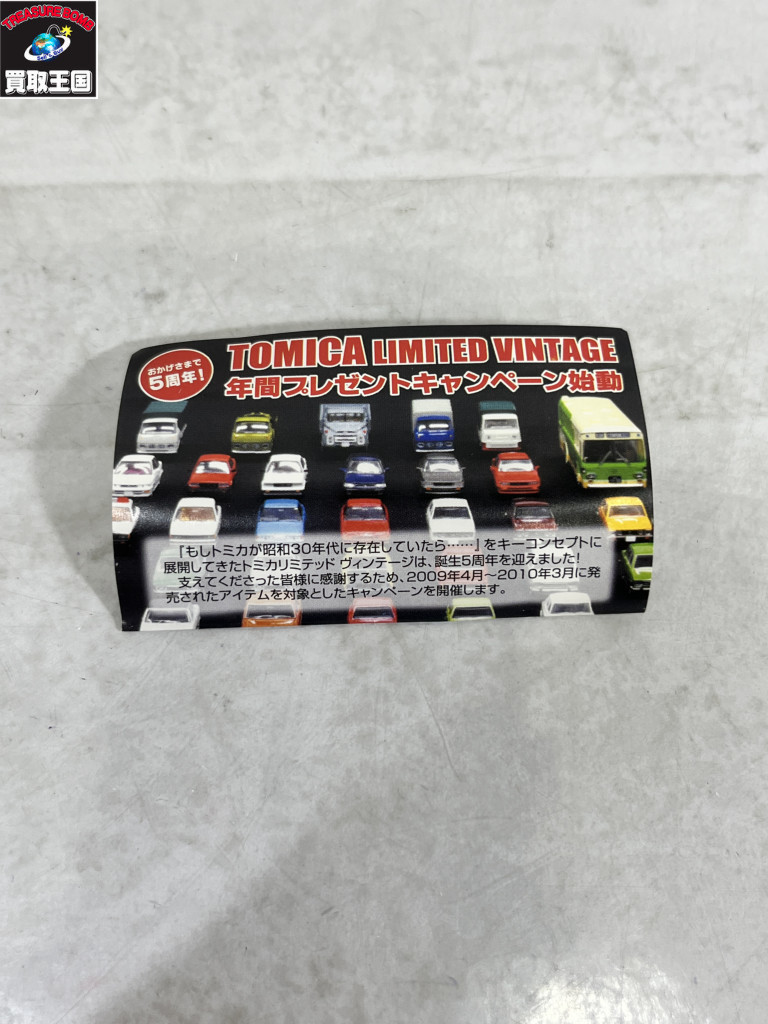 TREASURE BOMB
買取王国
おかげさまで
5周年!
TOMICA LIMITED VINTAGE
年間プレゼントキャンペーン始動
『もしトミカが昭和30年代に存在していたら……』をキーコンセプトに
展開してきたトミカリミテッド ヴィンテージは、誕生5周年を迎えました!
支えてくださった皆様に感謝するため、2009年4月〜2010年3月に発
売されたアイテムを対象としたキャンペーンを開催します。